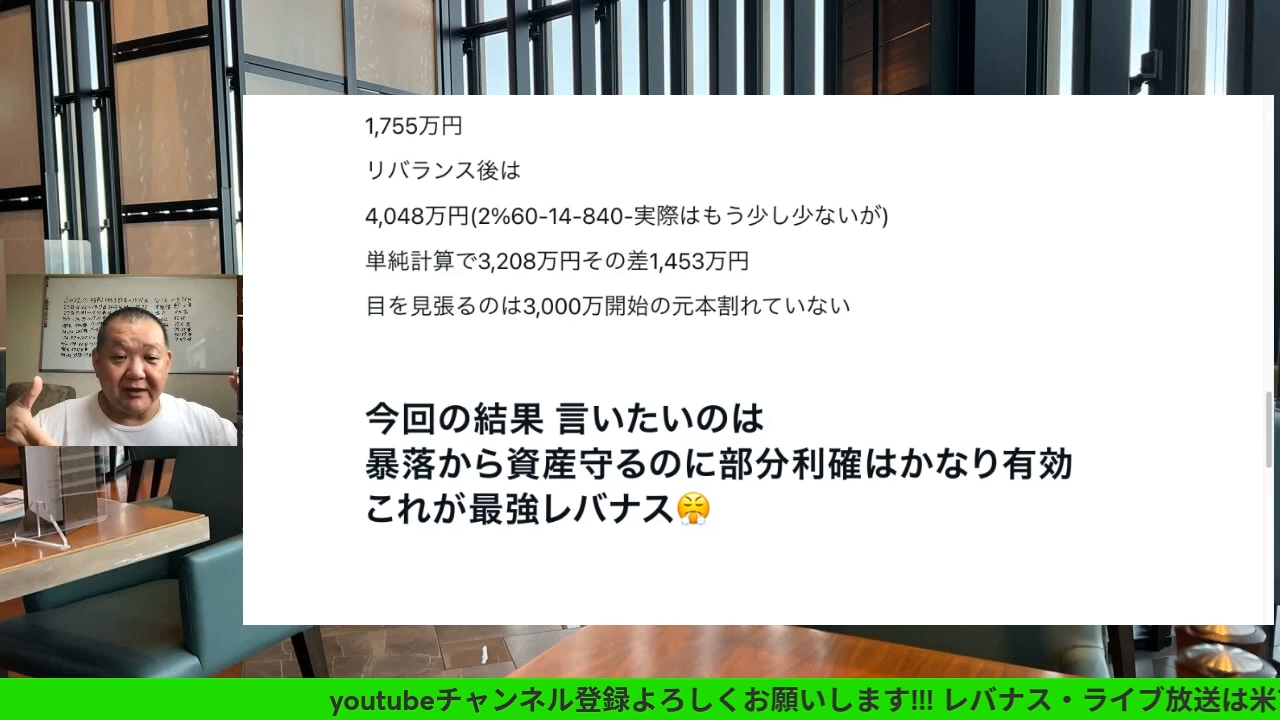 1,755万円
リバランス後は
4,048万円(2%60-14-840-実際はもう少し少ないが)
単純計算で3,208万円その差1,453万円
目を見張るのは3,000万開始の元本割れていない
今回の結果 言いたいのは
暴落から資産守るのに部分利確はかなり有効
これが最強レバナス😤
youtubeチャンネル登録よろしくお願いします!!! レバナス・ライブ放送は米